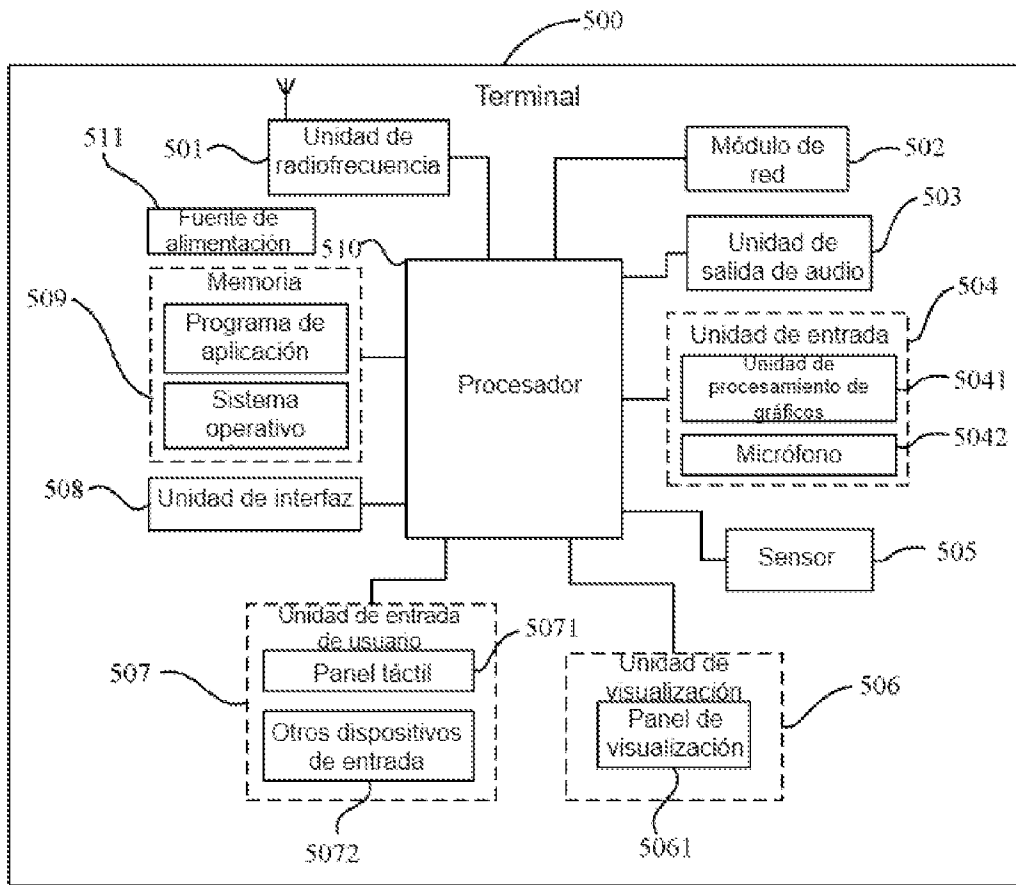 500
Terminal
511
501
Unidad de
radiofrecuencia
Módulo de
red
502
503
Fuente de
alimentación
510
Unidad de
salida de audio
504
Memoria
509
Programa de
aplicación
Sistema
operativo
Procesador
Unidad de entrada
Unidad de
procesamiento de
gráficos
5041
5042
Micrófono
508
Unidad de interfaz
Sensor
505
Unidad de entrada
de usuario
5071
507
Panel táctil
Otros dispositivos
de entrada
5072
Unidad de
visualización
506
Panel de
visualización
5061